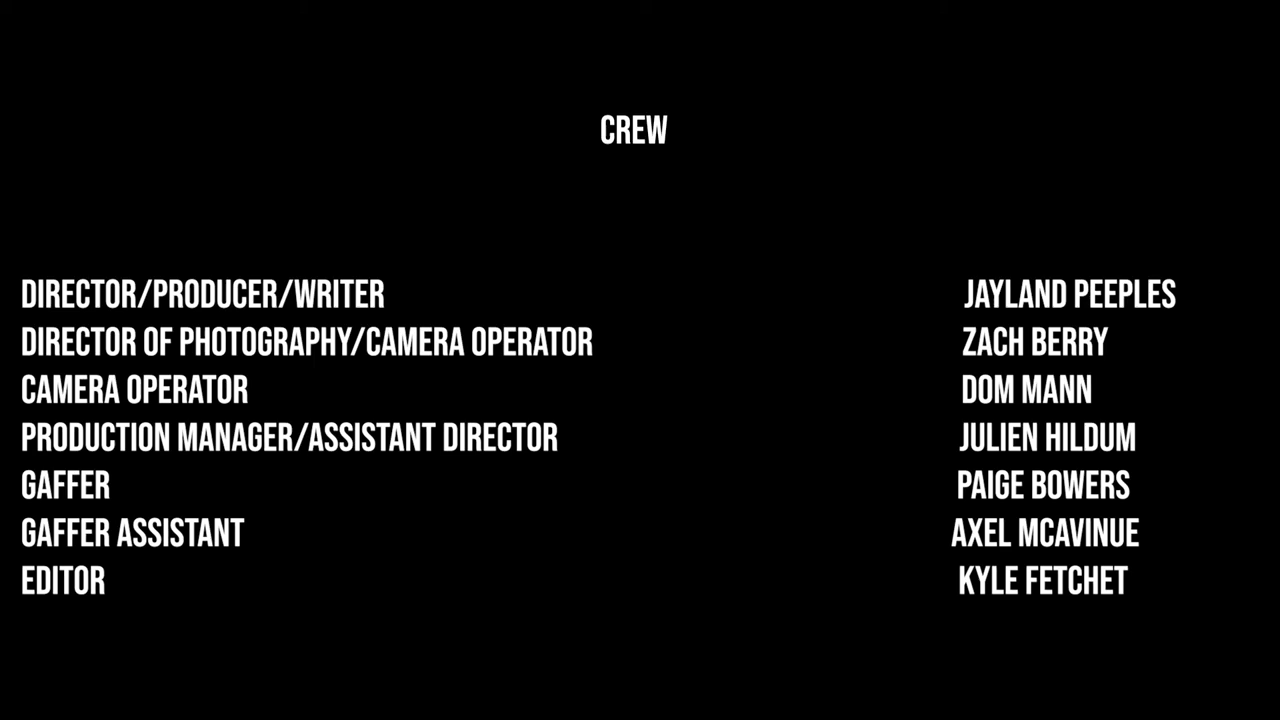 CREW
DIRECTOR/PRODUCER/WRITER JAYLAND PEEPLES
DIRECTOR OF PHOTOGRAPHY/CAMERA OPERATOR ZACH BERRY
CAMERA OPERATOR DOM MANN
PRODUCTION MANAGER/ASSISTANT DIRECTOR JULIEN HILDUM
GAFFER PAIGE BOWERS
GAFFER ASSISTANT AXEL MCAVINUE
EDITOR KYLE FETCHET